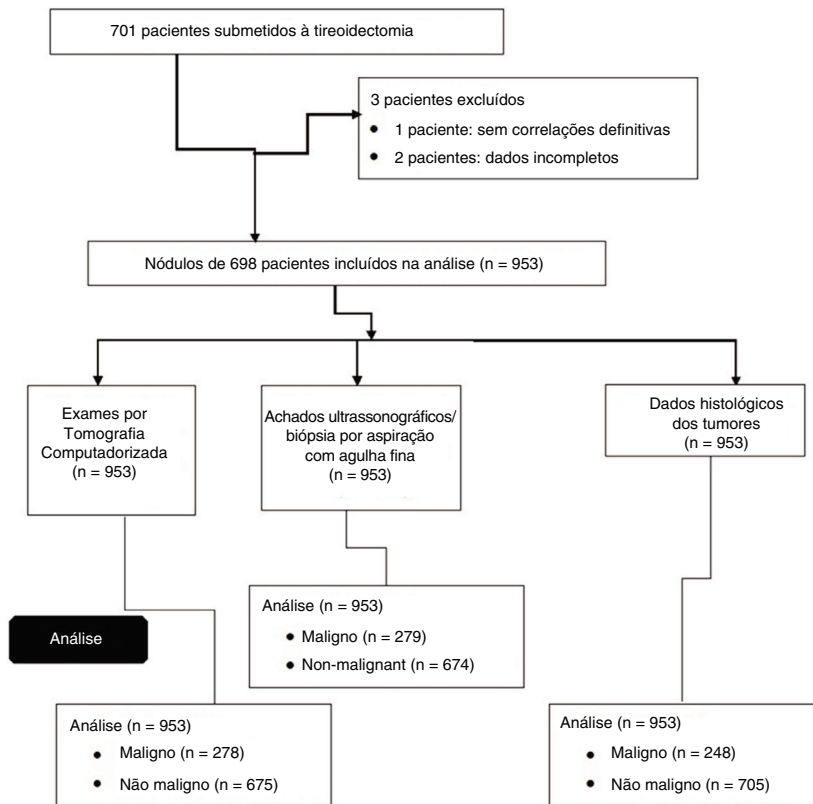 701 pacientes submetidos à tireoidectomia
3 pacientes excluídos
• 1 paciente: sem correlações definitivas
• 2 pacientes: dados incompletos
Nódulos de 698 pacientes incluídos na análise (n = 953)
Exames por
Tomografia
Computadorizada
(n = 953)
Achados ultrassonográficos/
biópsia por aspiração
com agulha fina
(n = 953)
Dados histológicos
dos tumores
(n = 953)
Análise
Análise (n = 953)
• Maligno (n = 279)
• Non-malignant (n = 674)
Análise (n = 953)
• Maligno (n = 278)
• Não maligno (n = 675)
Análise (n = 953)
• Maligno (n = 248)
• Não maligno (n = 705)